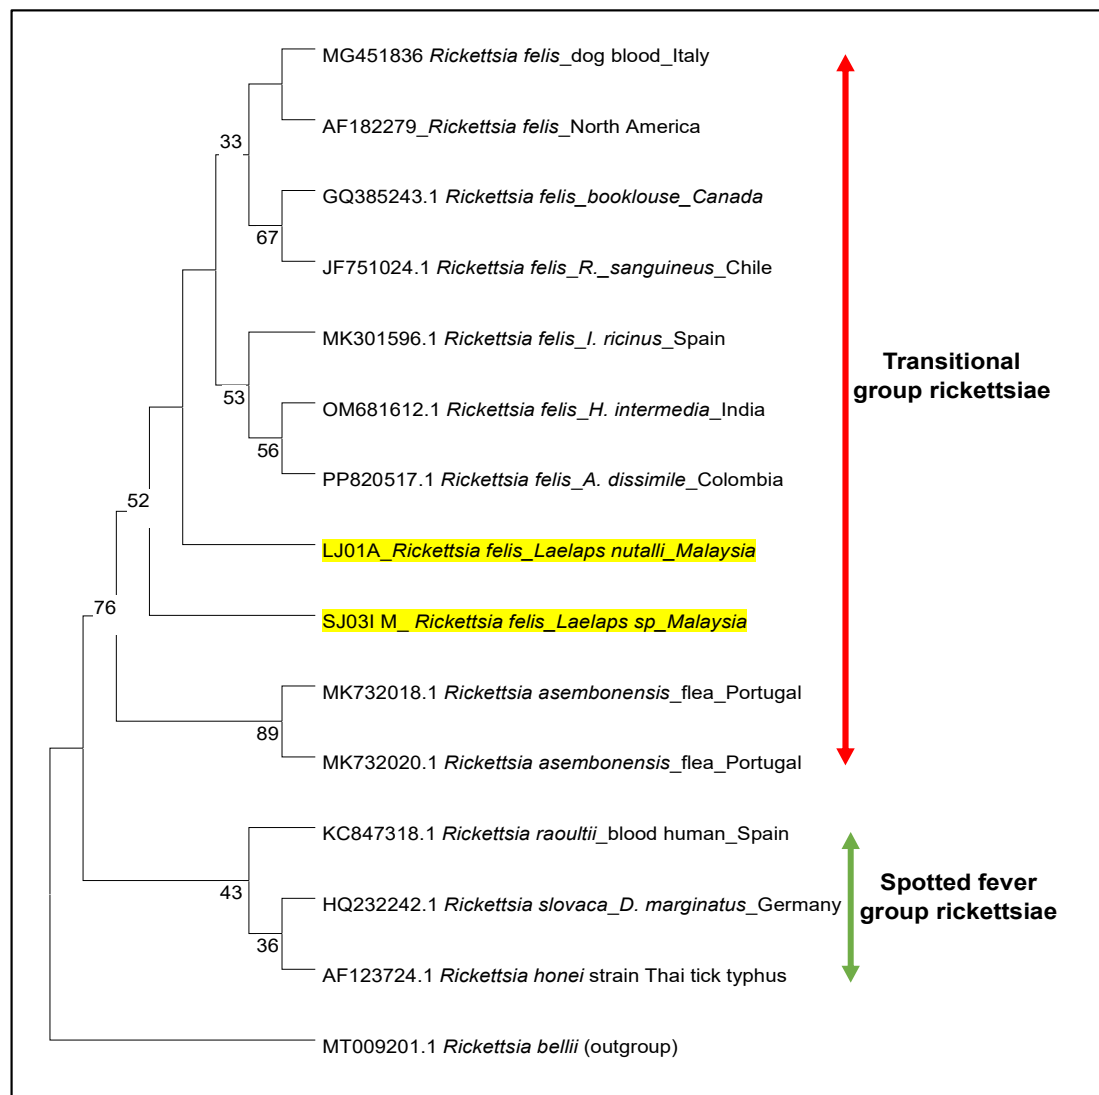 MG451836 Rickettsia felis_dog blood_Italy
AF182279_Rickettsia felis_North America
33
GQ385243.1 Rickettsia felis_booklouse_Canada
67
JF751024.1 Rickettsia felis_R._sanguineus_Chile
MK301596.1 Rickettsia felis_I. ricinus_Spain
53
OM681612.1 Rickettsia felis_H. intermedia_India
56
PP820517.1 Rickettsia felis_A. dissimile_Colombia
52
LJ01A_Rickettsia felis_Laelaps nutalli_Malaysia
76
SJ03I M_ Rickettsia felis_Laelaps sp_Malaysia
MK732018.1 Rickettsia asembonensis_flea_Portugal
89
MK732020.1 Rickettsia asembonensis_flea_Portugal
Transitional
group rickettsiae
KC847318.1 Rickettsia raoultii_blood human_Spain
43
HQ232242.1 Rickettsia slovaca_D. marginatus_Germany
36
AF123724.1 Rickettsia honei strain Thai tick typhus
Spotted fever
group rickettsiae
MT009201.1 Rickettsia bellii (outgroup)